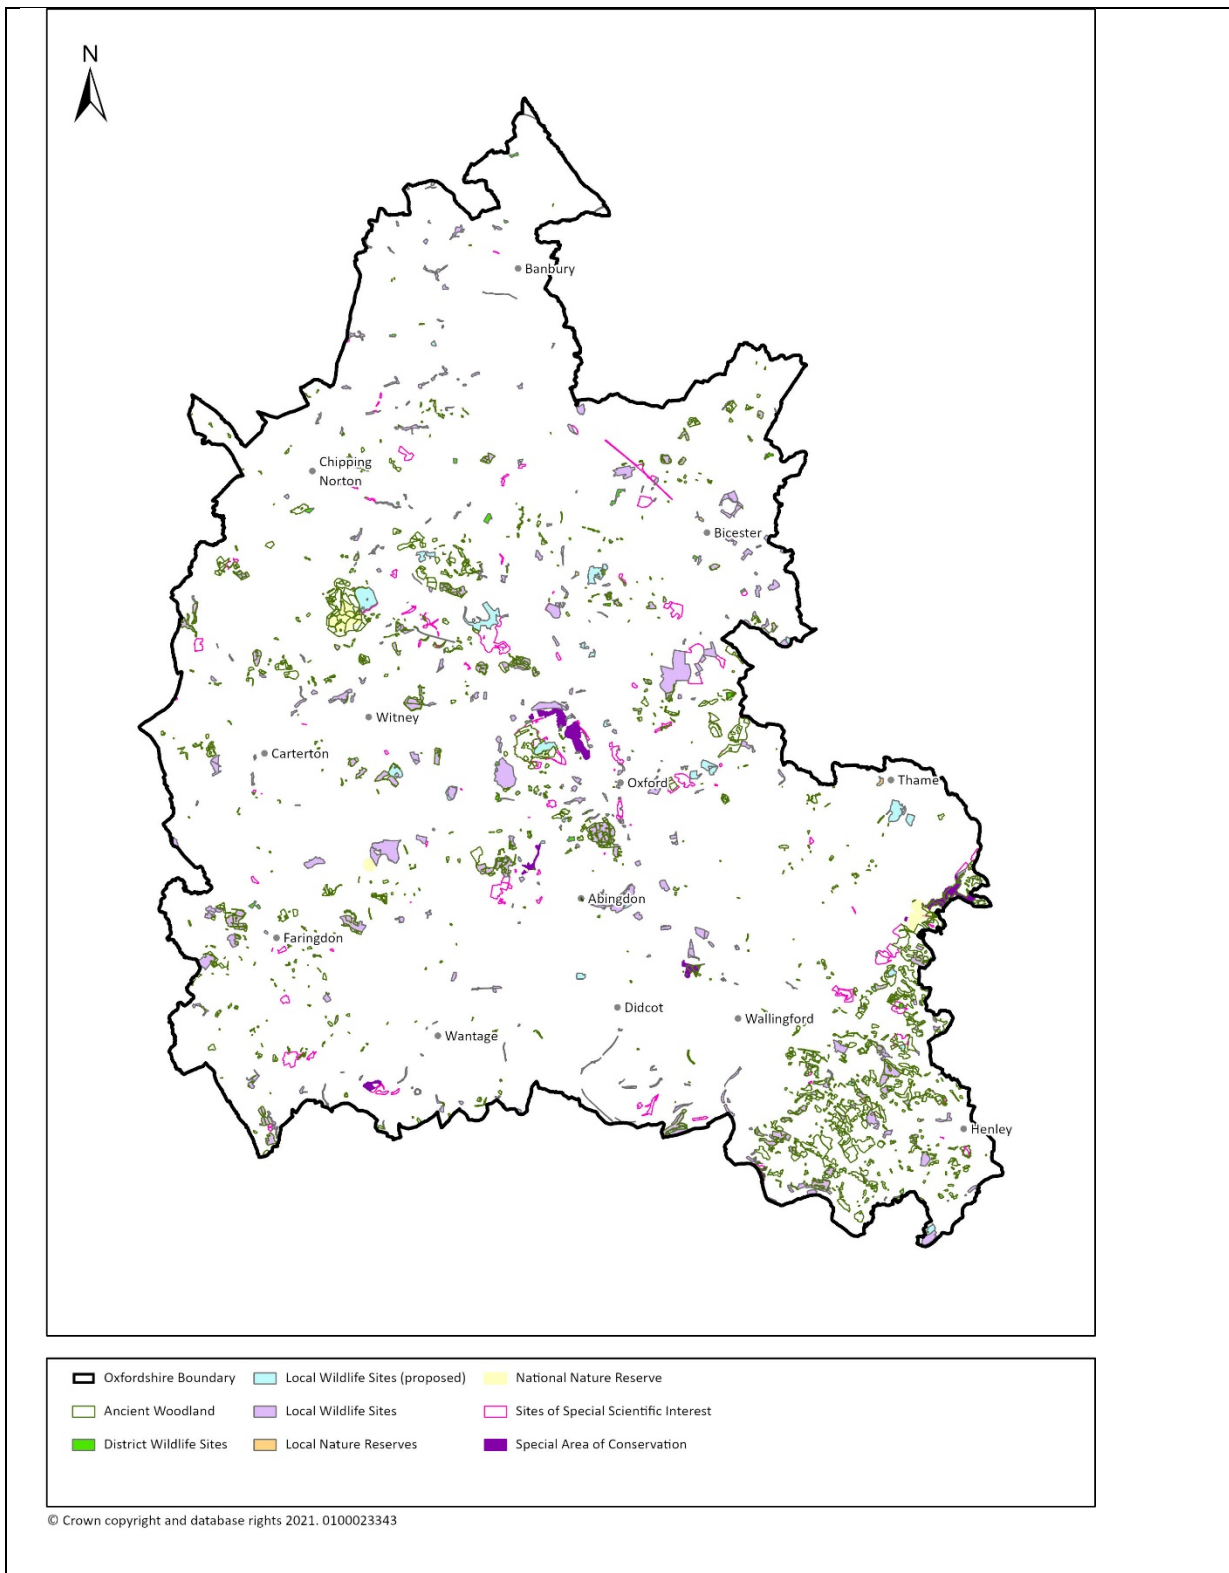 N
Banbury
Chipping
Norton
Bicester
Witney
Carterton
Oxford
Thame
Abingdon
Faringdon
Didcot
Wallingford
Wantage
Henley
Oxfordshire Boundary
Local Wildlife Sites (proposed)
National Nature Reserve
Ancient Woodland
Local Wildlife Sites
Sites of Special Scientific Interest
District Wildlife Sites
Local Nature Reserves
Special Area of Conservation
© Crown copyright and database rights 2021. 0100023343